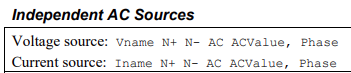 Independent AC Sources
Voltage source: Vname N+ N- AC ACValue, Phase
Current source: Iname N+ N- AC ACValue, Phase